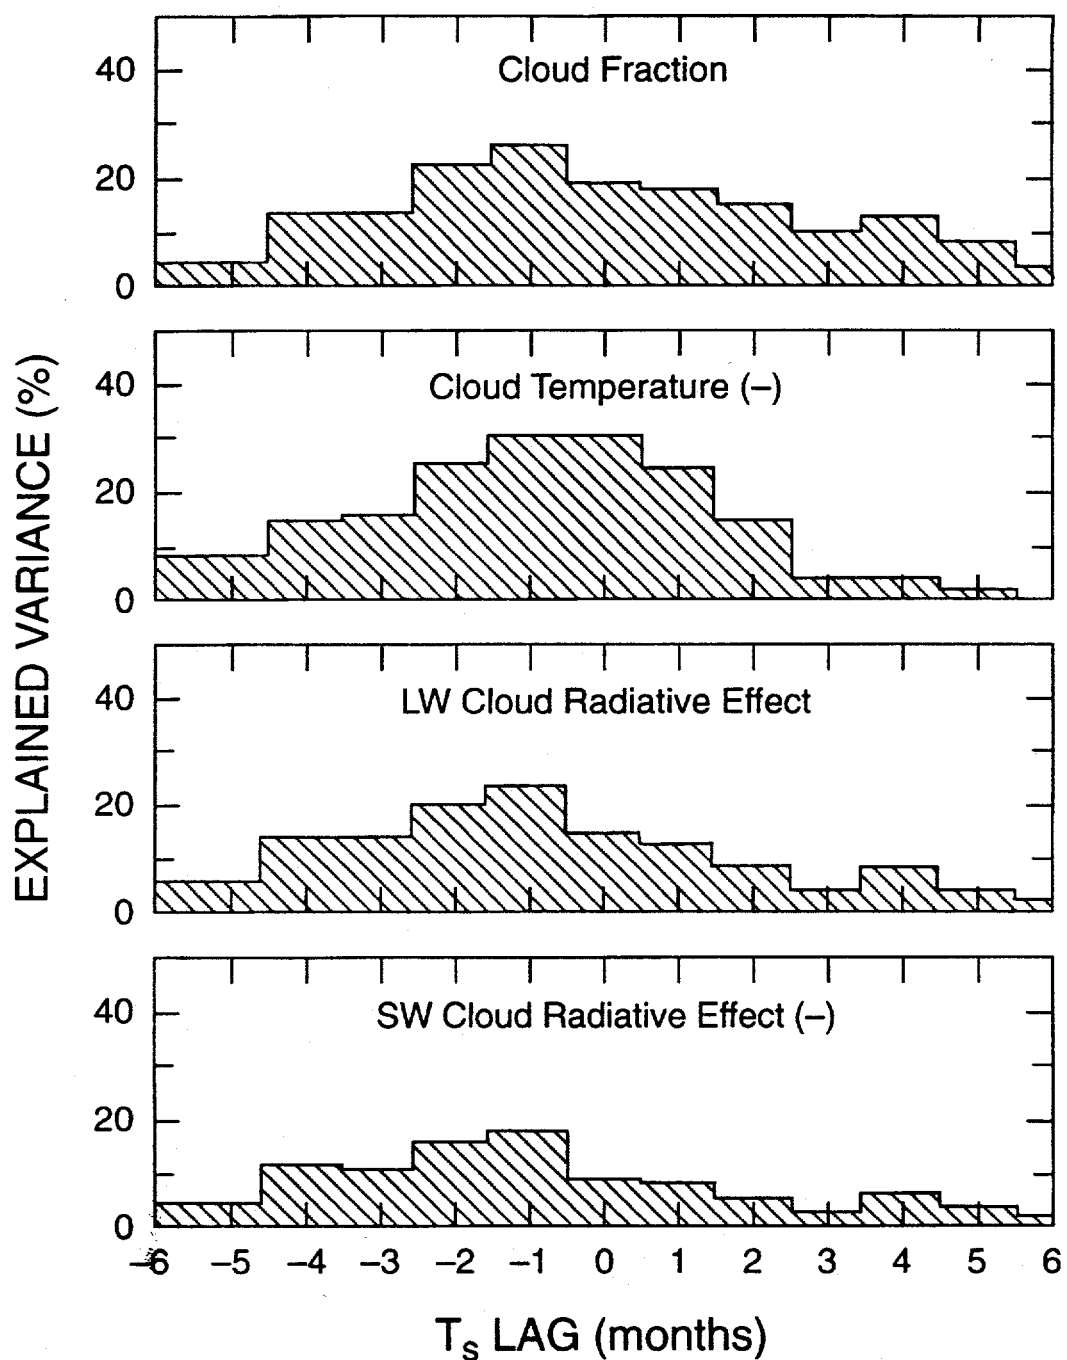 Cloud Fraction
40
20
0
Cloud Temperature (–)
40
20
0
LW Cloud Radiative Effect
40
20
0
SW Cloud Radiative Effect (–)
40
20
0
–6 –5 –4 –3 –2 –1 0 1 2 3 4 5 6
EXPLAINED VARIANCE (%)
Ts LAG (months)